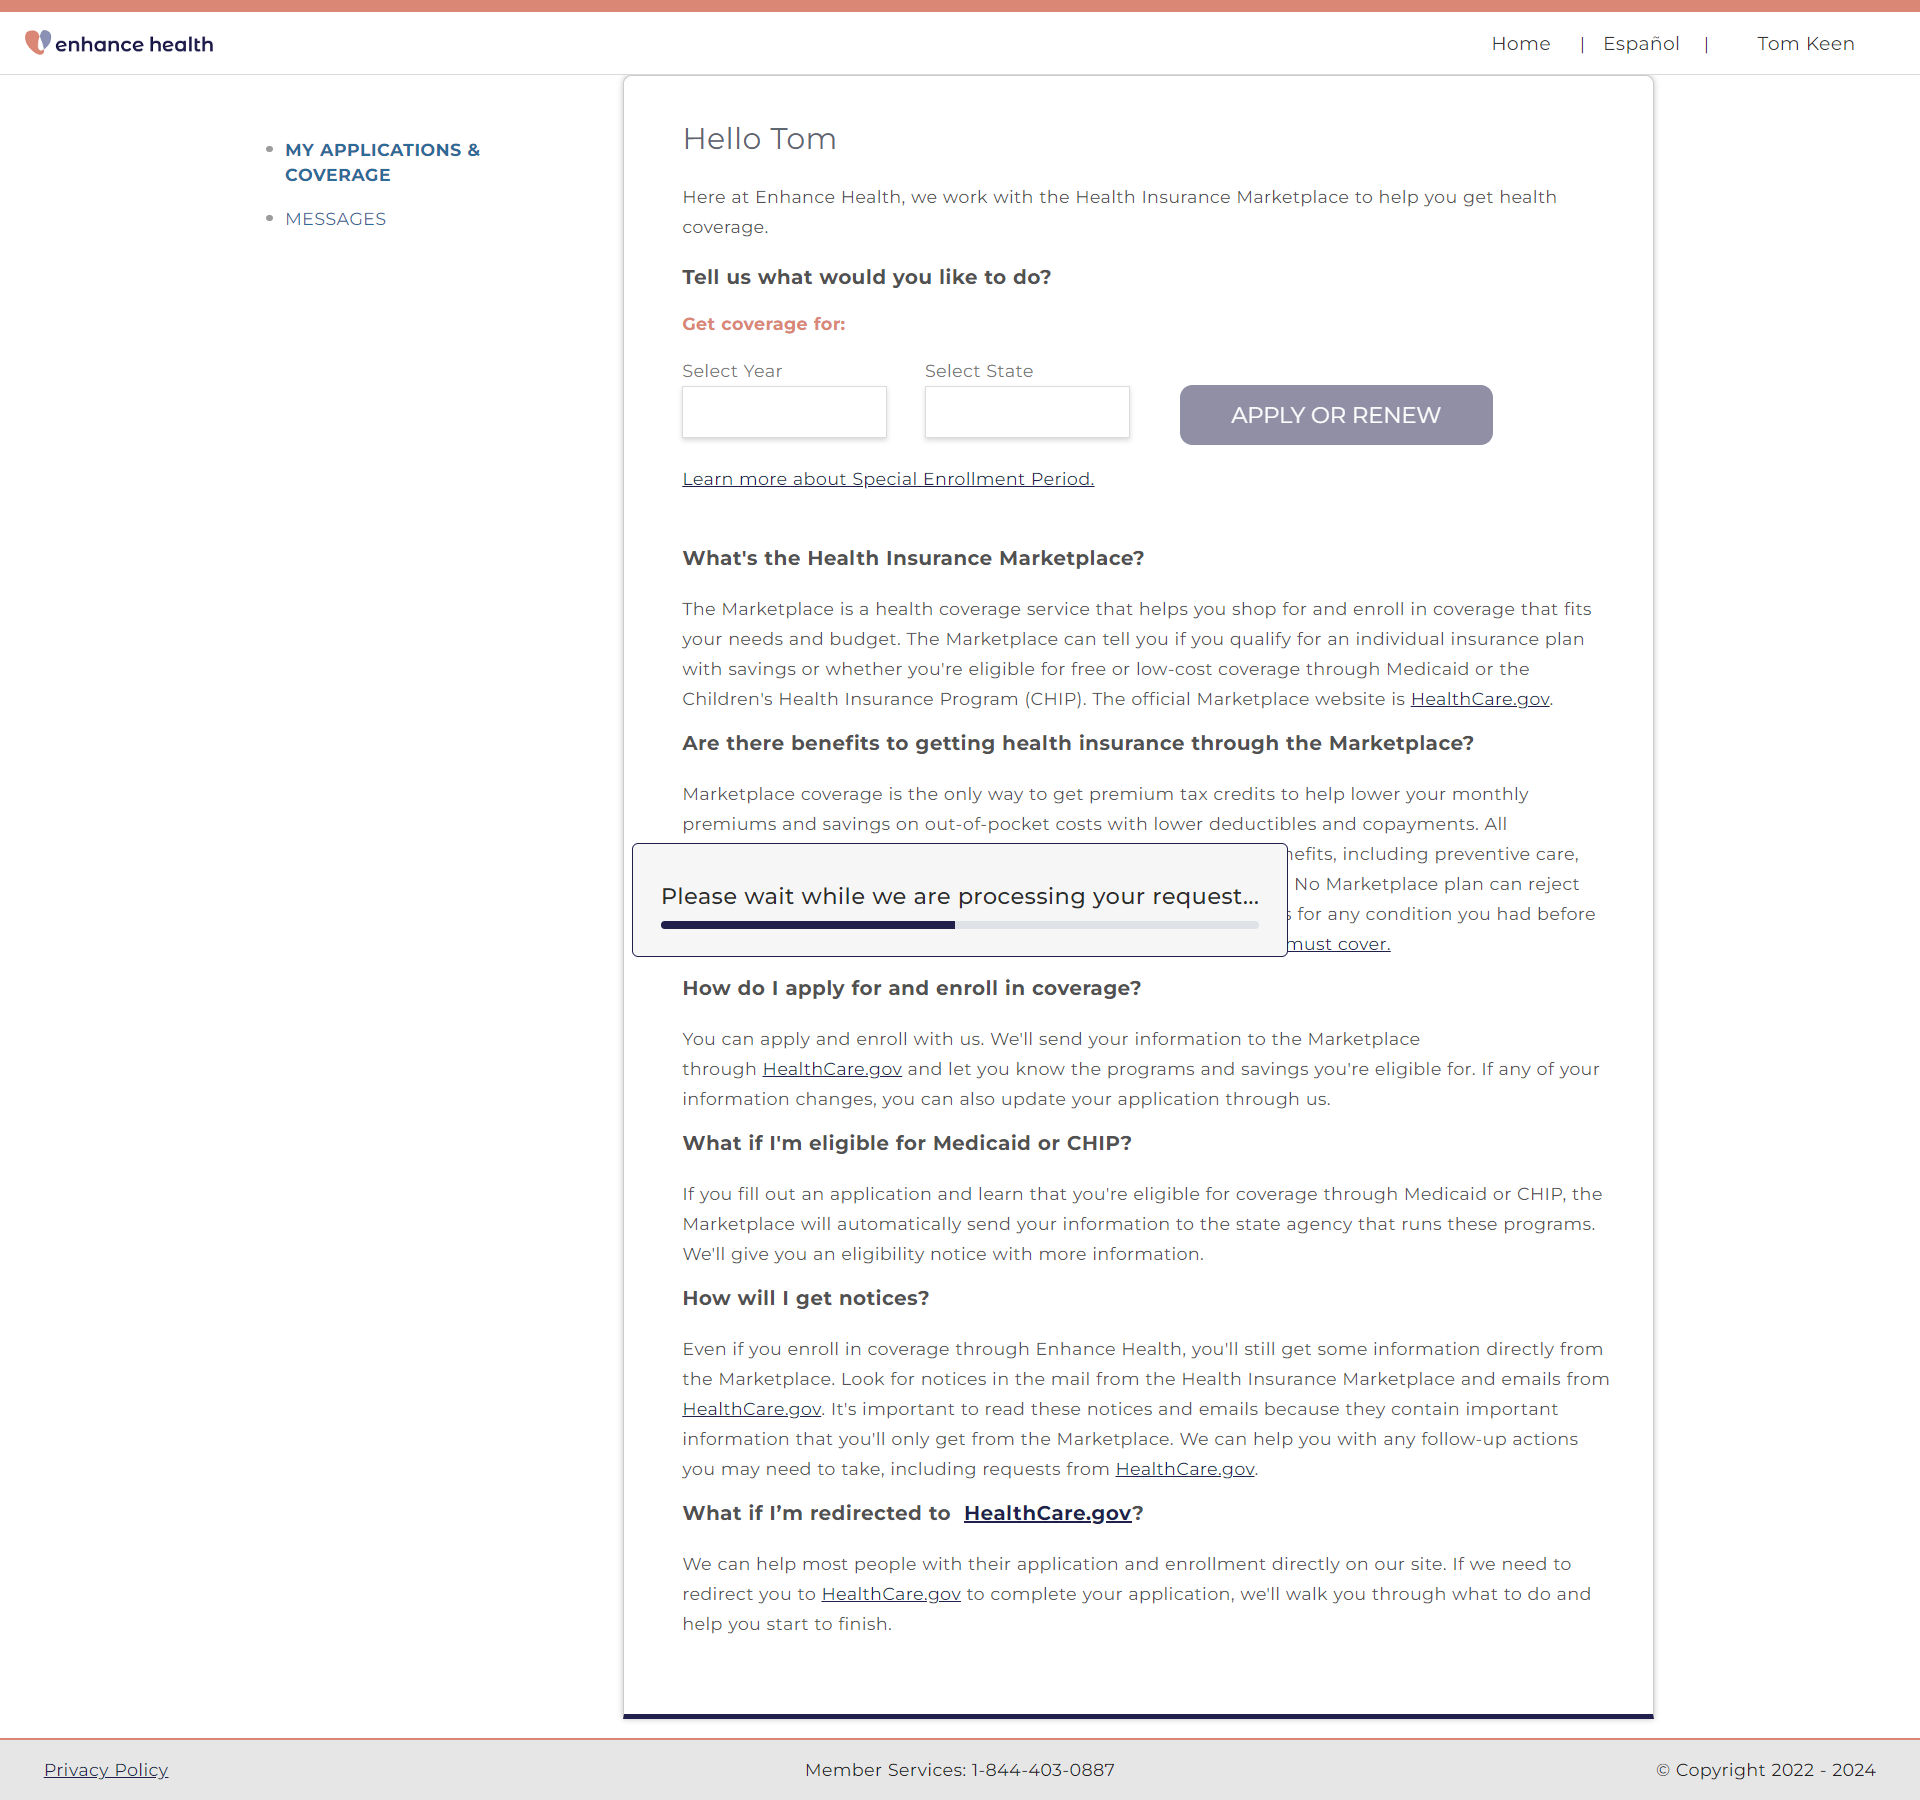 enhance health
Home | Español | Tom Keen
MY APPLICATIONS &
COVERAGE
MESSAGES
Hello Tom
Here at Enhance Health, we work with the Health Insurance Marketplace to help you get health
coverage.
Tell us what would you like to do?
Get coverage for:
Select Year
Select State
APPLY OR RENEW
Learn more about Special Enrollment Period.
What's the Health Insurance Marketplace?
The Marketplace is a health coverage service that helps you shop for and enroll in coverage that fits
your needs and budget. The Marketplace can tell you if you qualify for an individual insurance plan
with savings or whether you're eligible for free or low-cost coverage through Medicaid or the
Children's Health Insurance Program (CHIP). The official Marketplace website is HealthCare.gov.
Are there benefits to getting health insurance through the Marketplace?
Marketplace coverage is the only way to get premium tax credits to help lower your monthly
premiums and savings on out-of-pocket costs with lower deductibles and copayments. All
including preventive care,
No Marketplace plan can reject
for any condition you had before
must cover.
Please wait while we are processing your request...
How do I apply for and enroll in coverage?
You can apply and enroll with us. We'll send your information to the Marketplace
through HealthCare.gov and let you know the programs and savings you're eligible for. If any of your
information changes, you can also update your application through us.
What if I'm eligible for Medicaid or CHIP?
If you fill out an application and learn that you're eligible for coverage through Medicaid or CHIP, the
Marketplace will automatically send your information to the state agency that runs these programs.
We'll give you an eligibility notice with more information.
How will I get notices?
Even if you enroll in coverage through Enhance Health, you'll still get some information directly from
the Marketplace. Look for notices in the mail from the Health Insurance Marketplace and emails from
HealthCare.gov. It's important to read these notices and emails because they contain important
information that you'll only get from the Marketplace. We can help you with any follow-up actions
you may need to take, including requests from HealthCare.gov.
What if I’m redirected to HealthCare.gov?
We can help most people with their application and enrollment directly on our site. If we need to
redirect you to HealthCare.gov to complete your application, we'll walk you through what to do and
help you start to finish.
Privacy Policy
Member Services: 1-844-403-0887
© Copyright 2022 - 2024